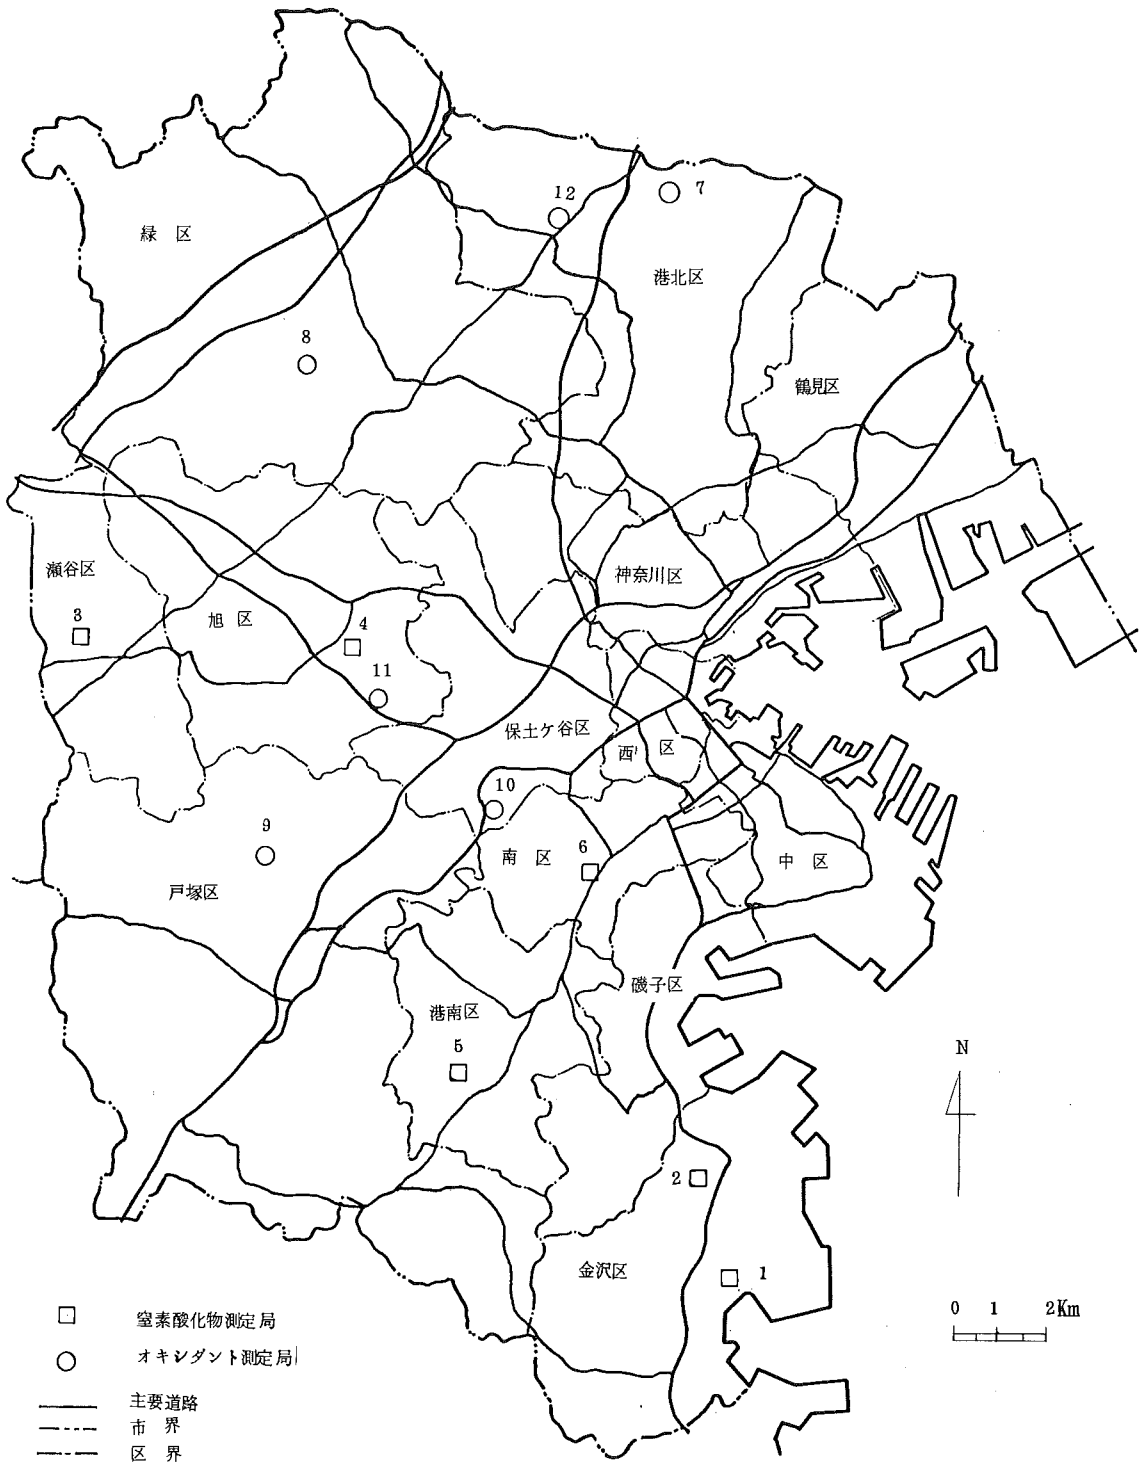 12
7
緑 区
港北区
8
鶴見区
瀬谷区
神奈川区
3
旭 区
4
11
保土ケ谷区
西 区
10
9
南 区
6
中 区
戸塚区
磯子区
港南区
5
N
2
金沢区
1
0 1 2Km
窒素酸化物測定局
オキシダント測定局
主要道路
市 界
区 界